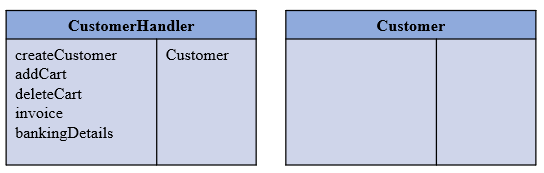 CustomerHandler
createCustomer
addCart
deleteCart
invoice
bankingDetails
Customer
Customer